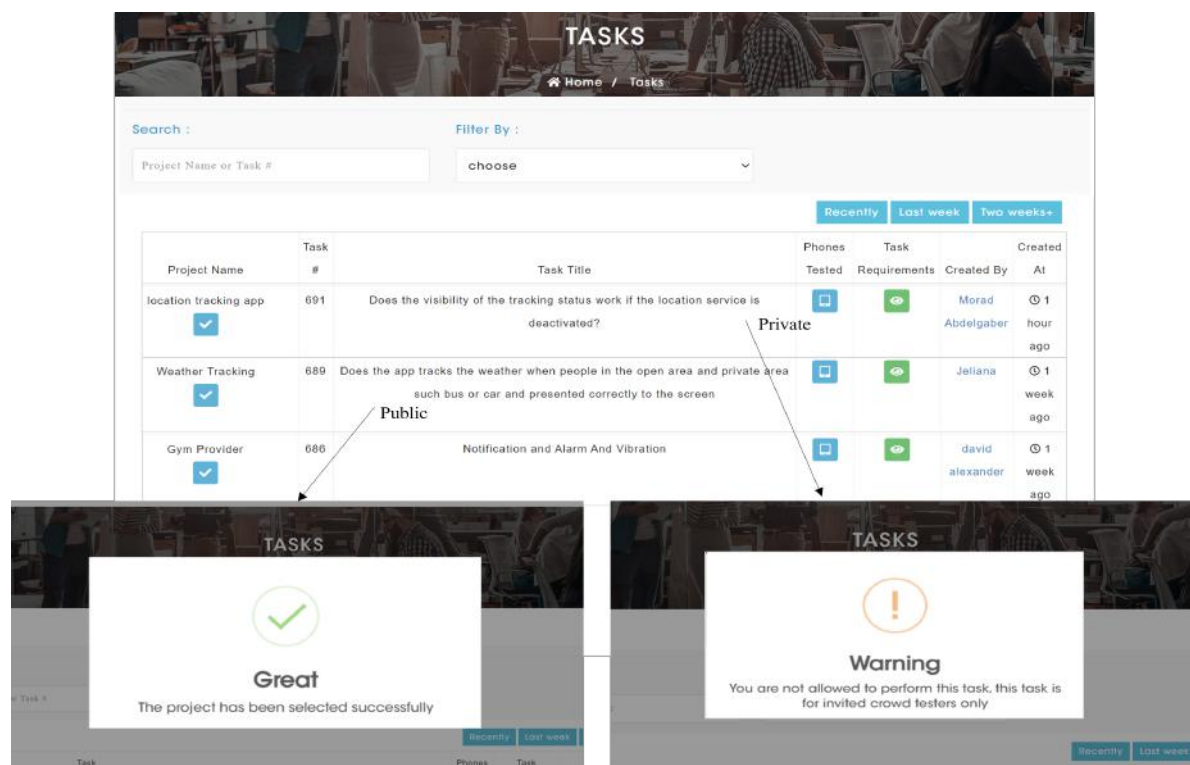 TASKS
Home / Tasks
Search :
Filter By :
Project Name or Task #
choose
Recently
Last week
Two weeks+
Project Name
Task
#
Task Title
Phones
Tested
Task
Requirements
Created By
Created
At
location tracking app
691
Does the visibility of the tracking status work if the location service is
deactivated?
Morad
Abdelgaber
1
hour
ago
Private
Weather Tracking
689
Does the app tracks the weather when people in the open area and private area
such bus or car and presented correctly to the screen
Jeliana
1
week
ago
Public
Gym Provider
686
Notification and Alarm And Vibration
david
alexander
1
week
ago
TASKS
Great
The project has been selected successfully
Task #
Recently
Last week
Task
Phones
Task
TASKS
Warning
You are not allowed to perform this task, this task is
for invited crowd testers only
Recently
Last week